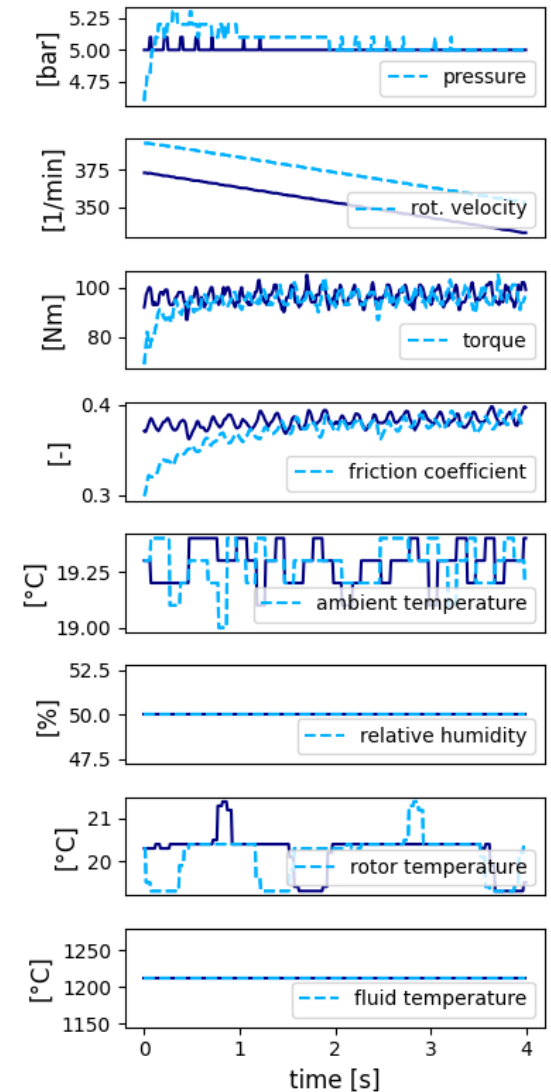 5.25
5.00
4.75
[bar]
pressure
375
350
[1/min]
rot. velocity
100
80
[Nm]
torque
0.4
0.3
[-]
friction coefficient
19.25
19.00
[°C]
ambient temperature
52.5
50.0
47.5
[%]
relative humidity
21
20
[°C]
rotor temperature
1250
1200
1150
[°C]
fluid temperature
0 1 2 3 4
time [s]